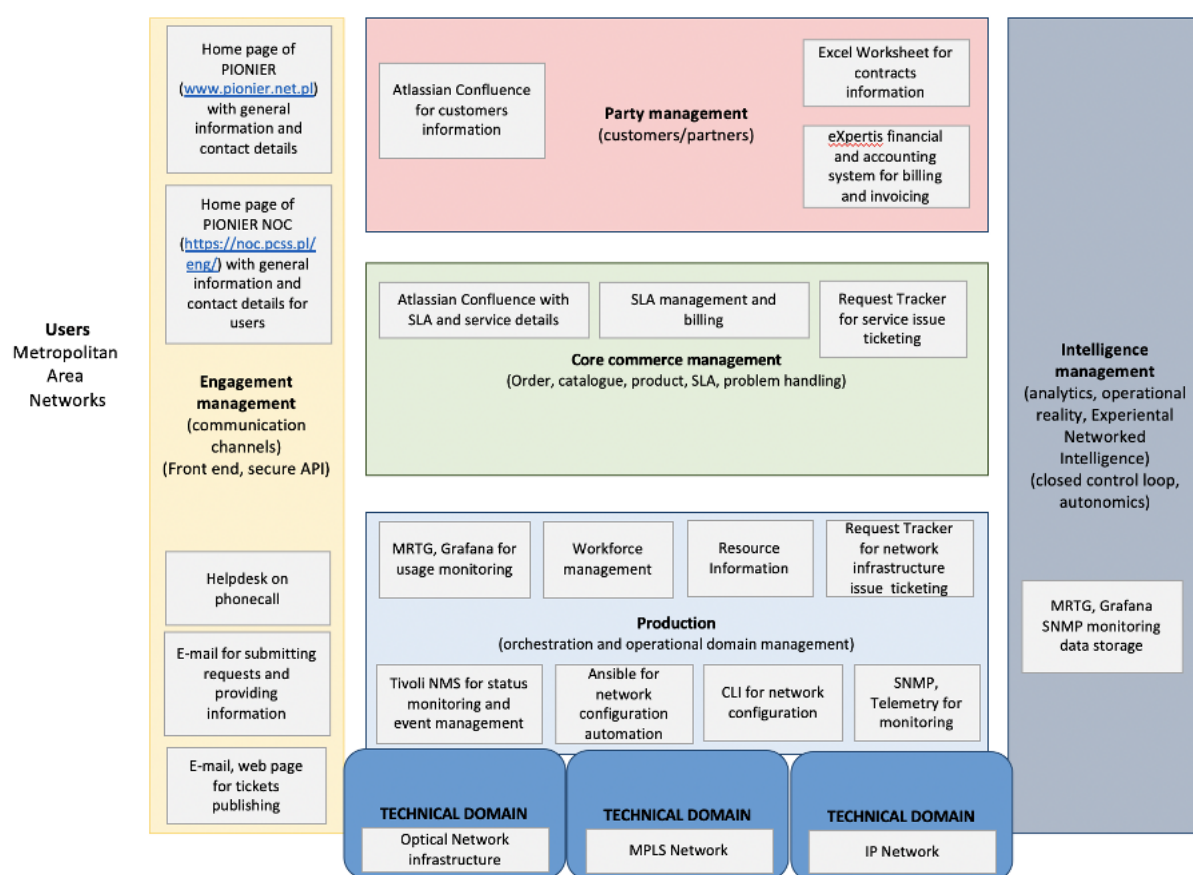 Users
Metropolitan
Area
Networks
Home page of
PIONIER
(www.pionier.net.pl)
with general
information and
contact details
Home page of
PIONIER NOC
(https://noc.pcss.pl/
eng/) with general
information and
contact details for
users
Engagement
management
(communication
channels)
(Front end, secure API)
Helpdesk on
phonecall
E-mail for submitting
requests and
providing
information
E-mail, web page
for tickets
publishing
Atlassian Confluence
for customers
information
Party management
(customers/partners)
Excel Worksheet for
contracts
information
eXpertis financial
and accounting
system for billing
and invoicing
Atlassian Confluence with
SLA and service details
SLA management and
billing
Request Tracker
for service issue
ticketing
Core commerce management
(Order, catalogue, product, SLA, problem handling)
MRTG, Grafana for
usage monitoring
Workforce
management
Resource
Information
Request Tracker
for network
infrastructure
issue ticketing
Production
(orchestration and operational domain management)
Tivoli NMS for status
monitoring and
event management
Ansible for
network
configuration
automation
CLI for network
configuration
SNMP,
Telemetry for
monitoring
TECHNICAL DOMAIN
Optical Network
infrastructure
TECHNICAL DOMAIN
MPLS Network
TECHNICAL DOMAIN
IP Network
Intelligence
management
(analytics, operational
reality, Experiental
Networked
Intelligence)
(closed control loop,
autonomics)
MRTG, Grafana
SNMP monitoring
data storage